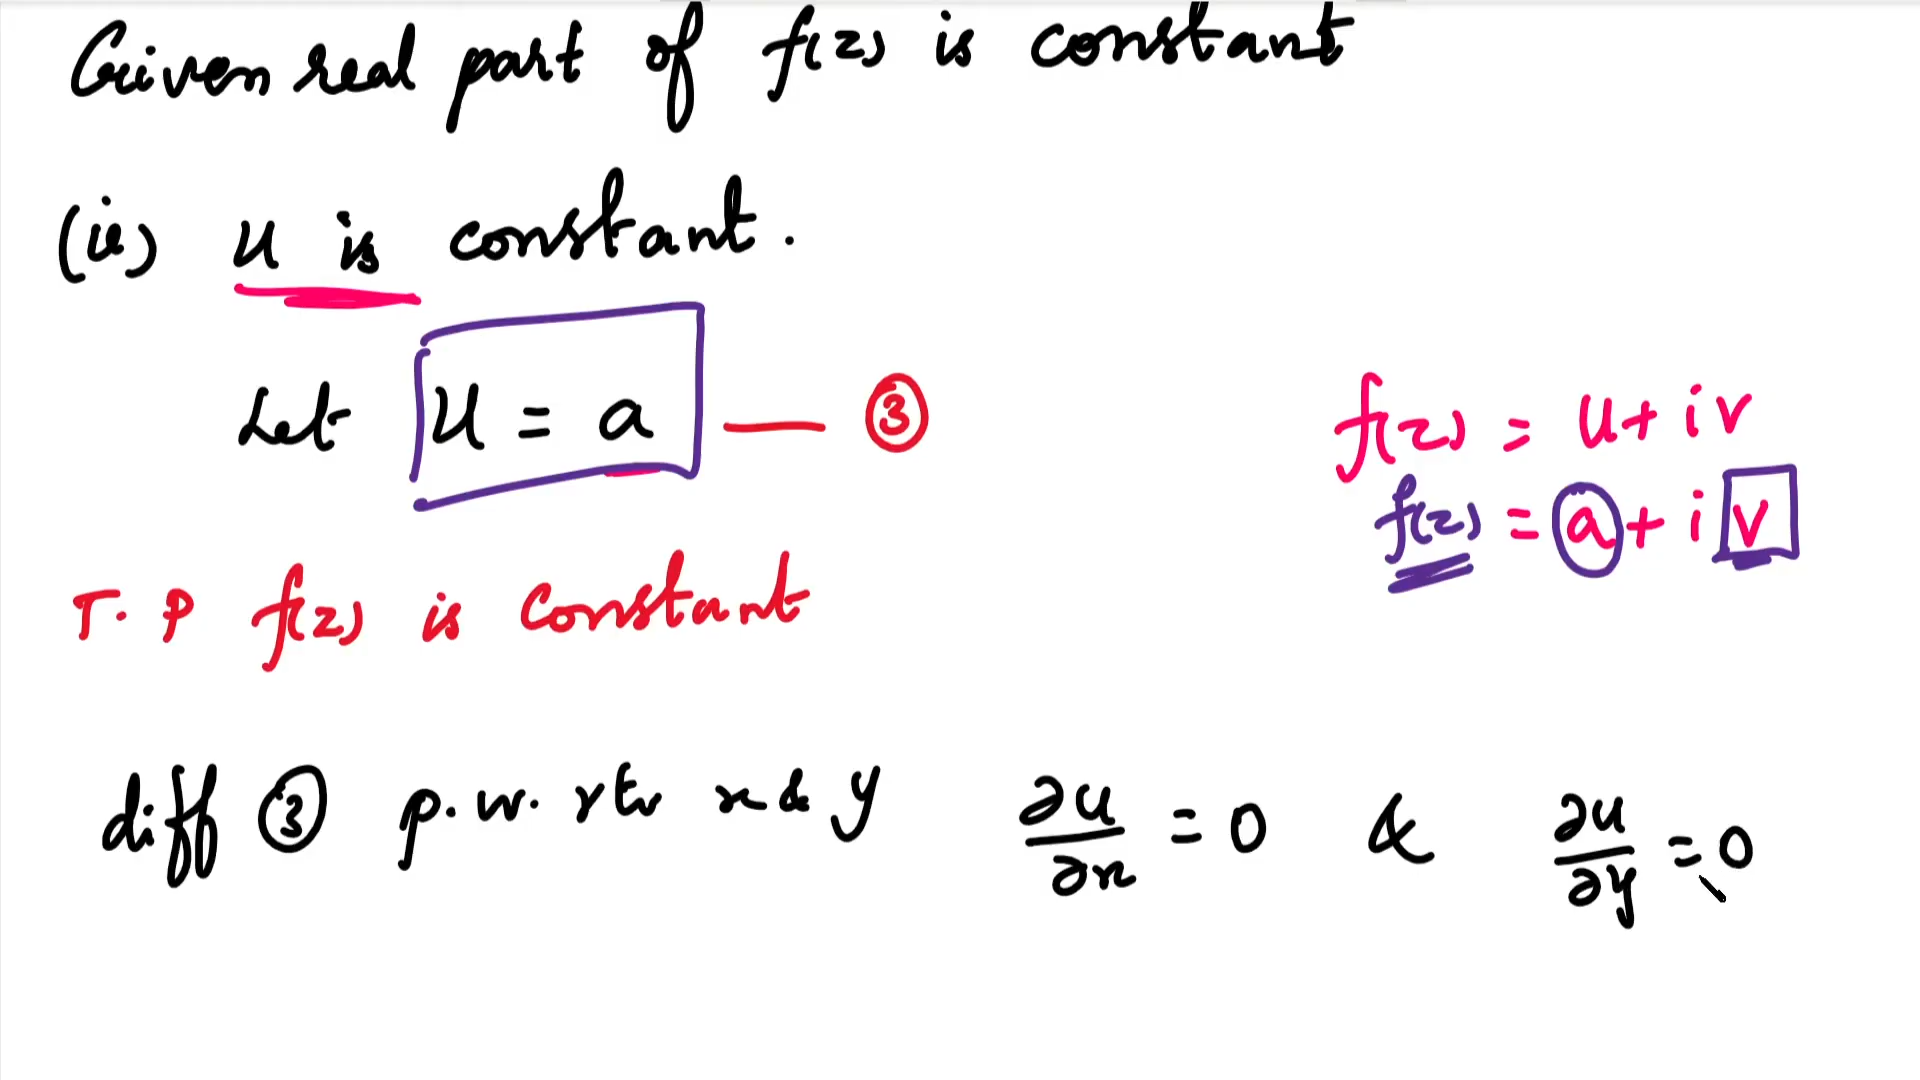 Given real part of f(z) is constant
(ie) u is constant.
Let u = a — ③
f(z) = u + iv
f(z) = a + i v
T. P f(z) is constant
diff ③ p. w. r to x & y ∂u/∂x = 0 & ∂u/∂y = 0